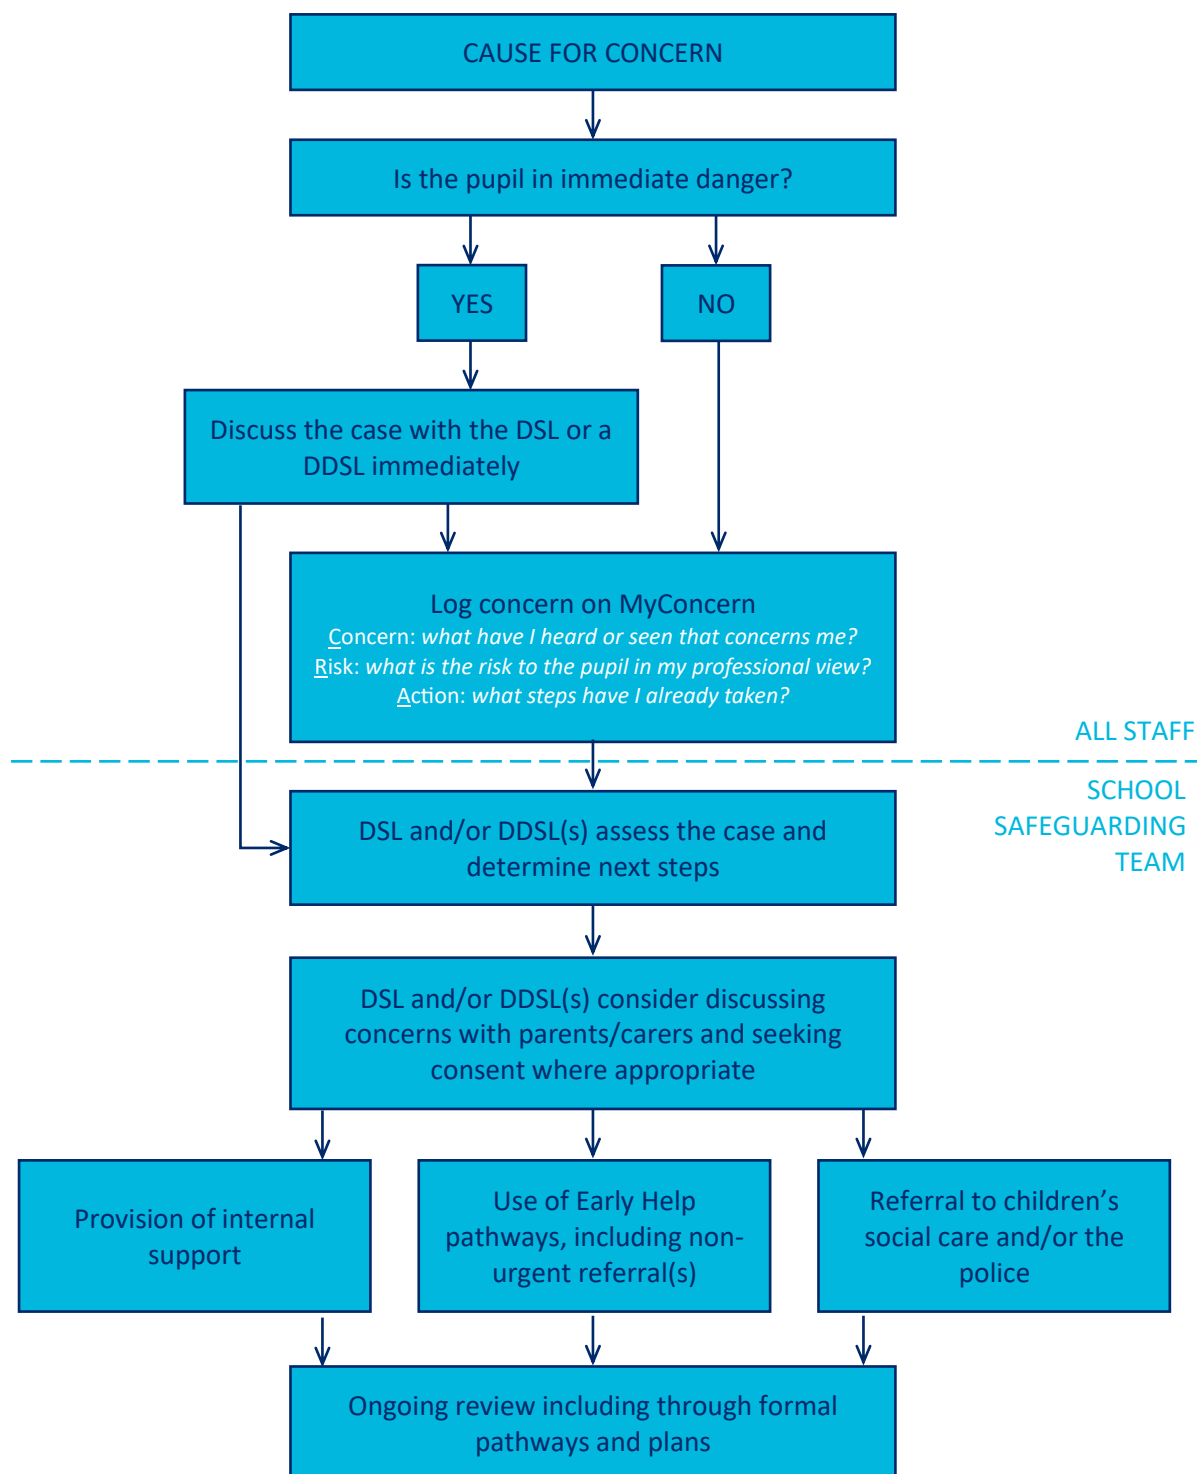 CAUSE FOR CONCERN
Is the pupil in immediate danger?
YES
NO
Discuss the case with the DSL or a
DDSL immediately
Log concern on MyConcern
Concern: what have I heard or seen that concerns me?
Risk: what is the risk to the pupil in my professional view?
Action: what steps have I already taken?
ALL STAFF
SCHOOL
SAFEGUARDING
TEAM
DSL and/or DDSL(s) assess the case and
determine next steps
DSL and/or DDSL(s) consider discussing
concerns with parents/carers and seeking
consent where appropriate
Provision of internal
support
Use of Early Help
pathways, including non-
urgent referral(s)
Referral to children’s
social care and/or the
police
Ongoing review including through formal
pathways and plans